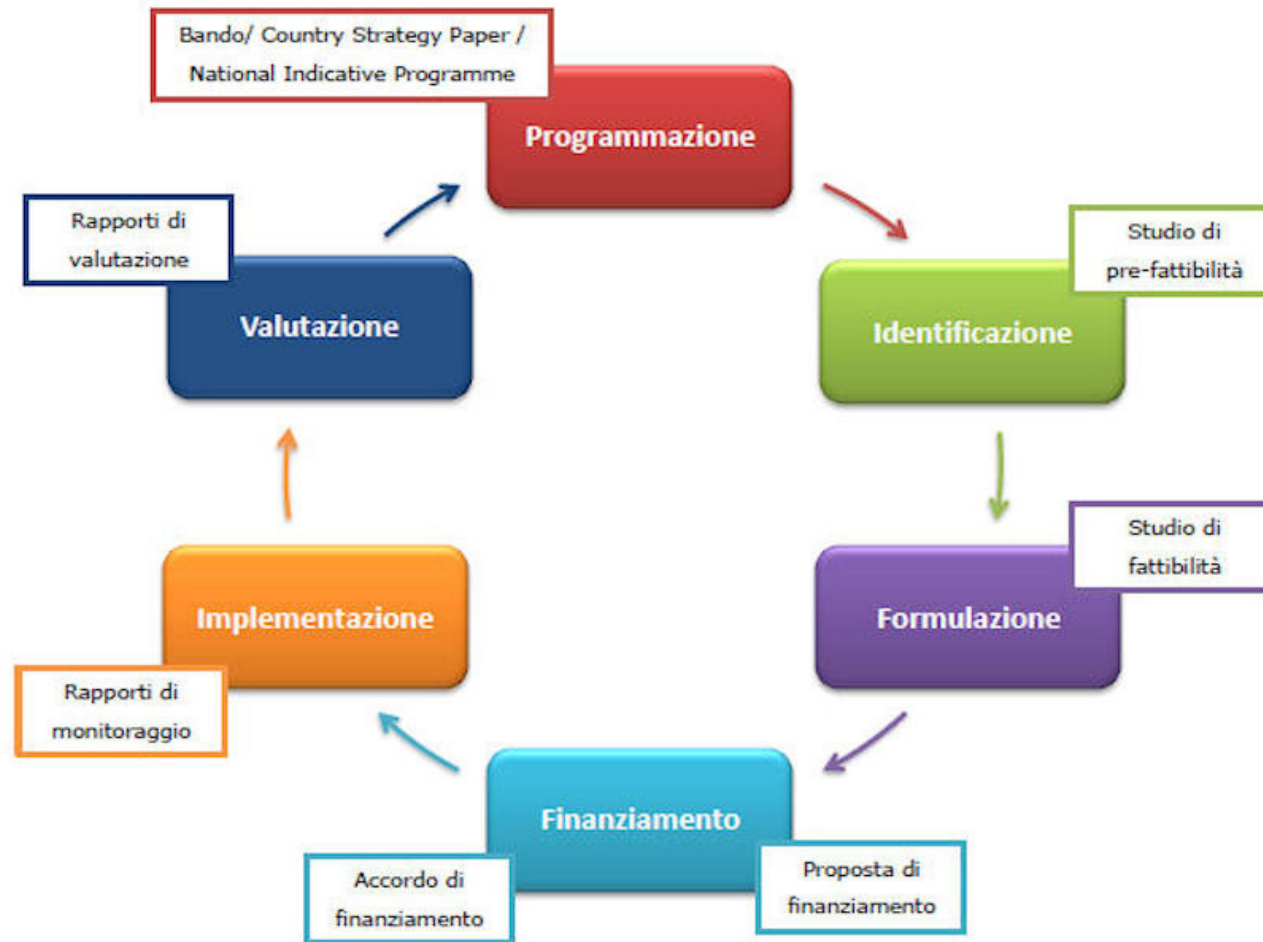 Bando/ Country Strategy Paper /
National Indicative Programme
Programmazione
Rapporti di
valutazione
Valutazione
Studio di
pre-fattibilità
Identificazione
Studio di
fattibilità
Formulazione
Implementazione
Rapporti di
monitoraggio
Finanziamento
Accordo di
finanziamento
Proposta di
finanziamento